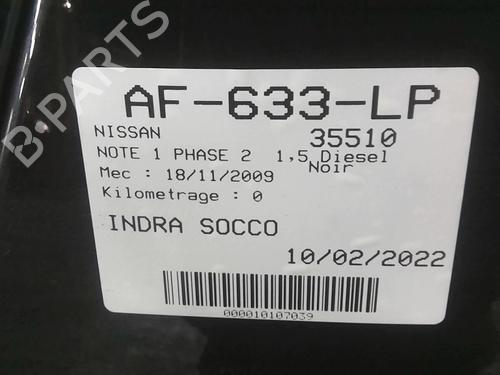 AF-633-LP
NISSAN 35510
NOTE 1 PHASE 2 1,5 Diesel
Noir
Mec : 18/11/2009
Kilometrage : 0
INDRA SOCCO
10/02/2022
000010107039
B-PARTS